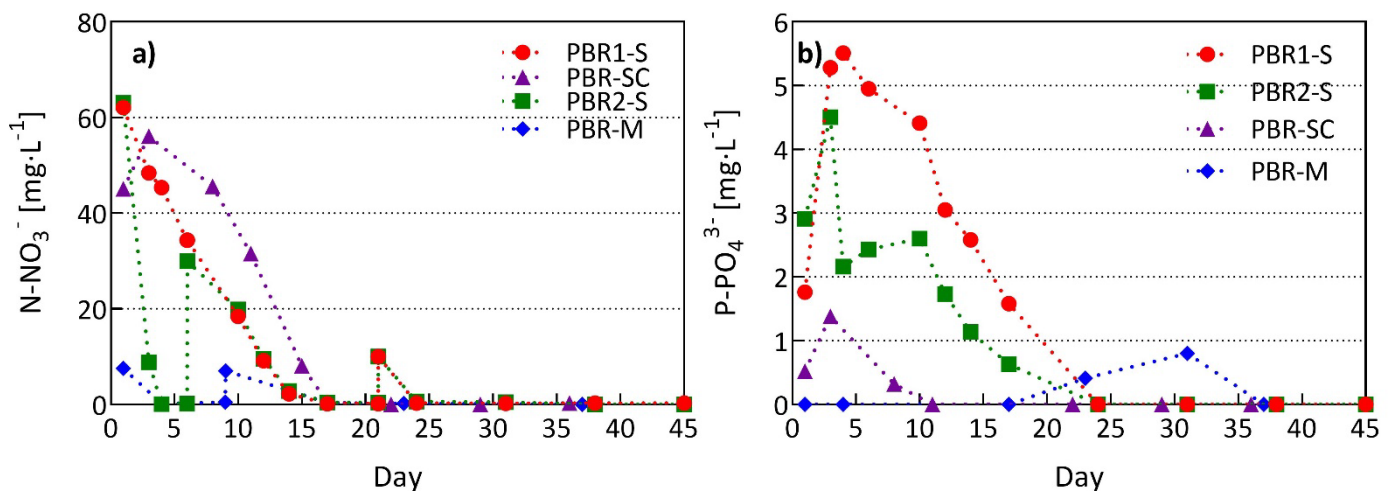 a)
N-NO₃⁻ [mg·L⁻¹]
80
60
40
20
0
0 5 10 15 20 25 30 35 40 45
Day
PBR1-S
PBR-SC
PBR2-S
PBR-M
b)
P-PO₄³⁻ [mg·L⁻¹]
6
5
4
3
2
1
0
0 5 10 15 20 25 30 35 40 45
Day
PBR1-S
PBR2-S
PBR-SC
PBR-M